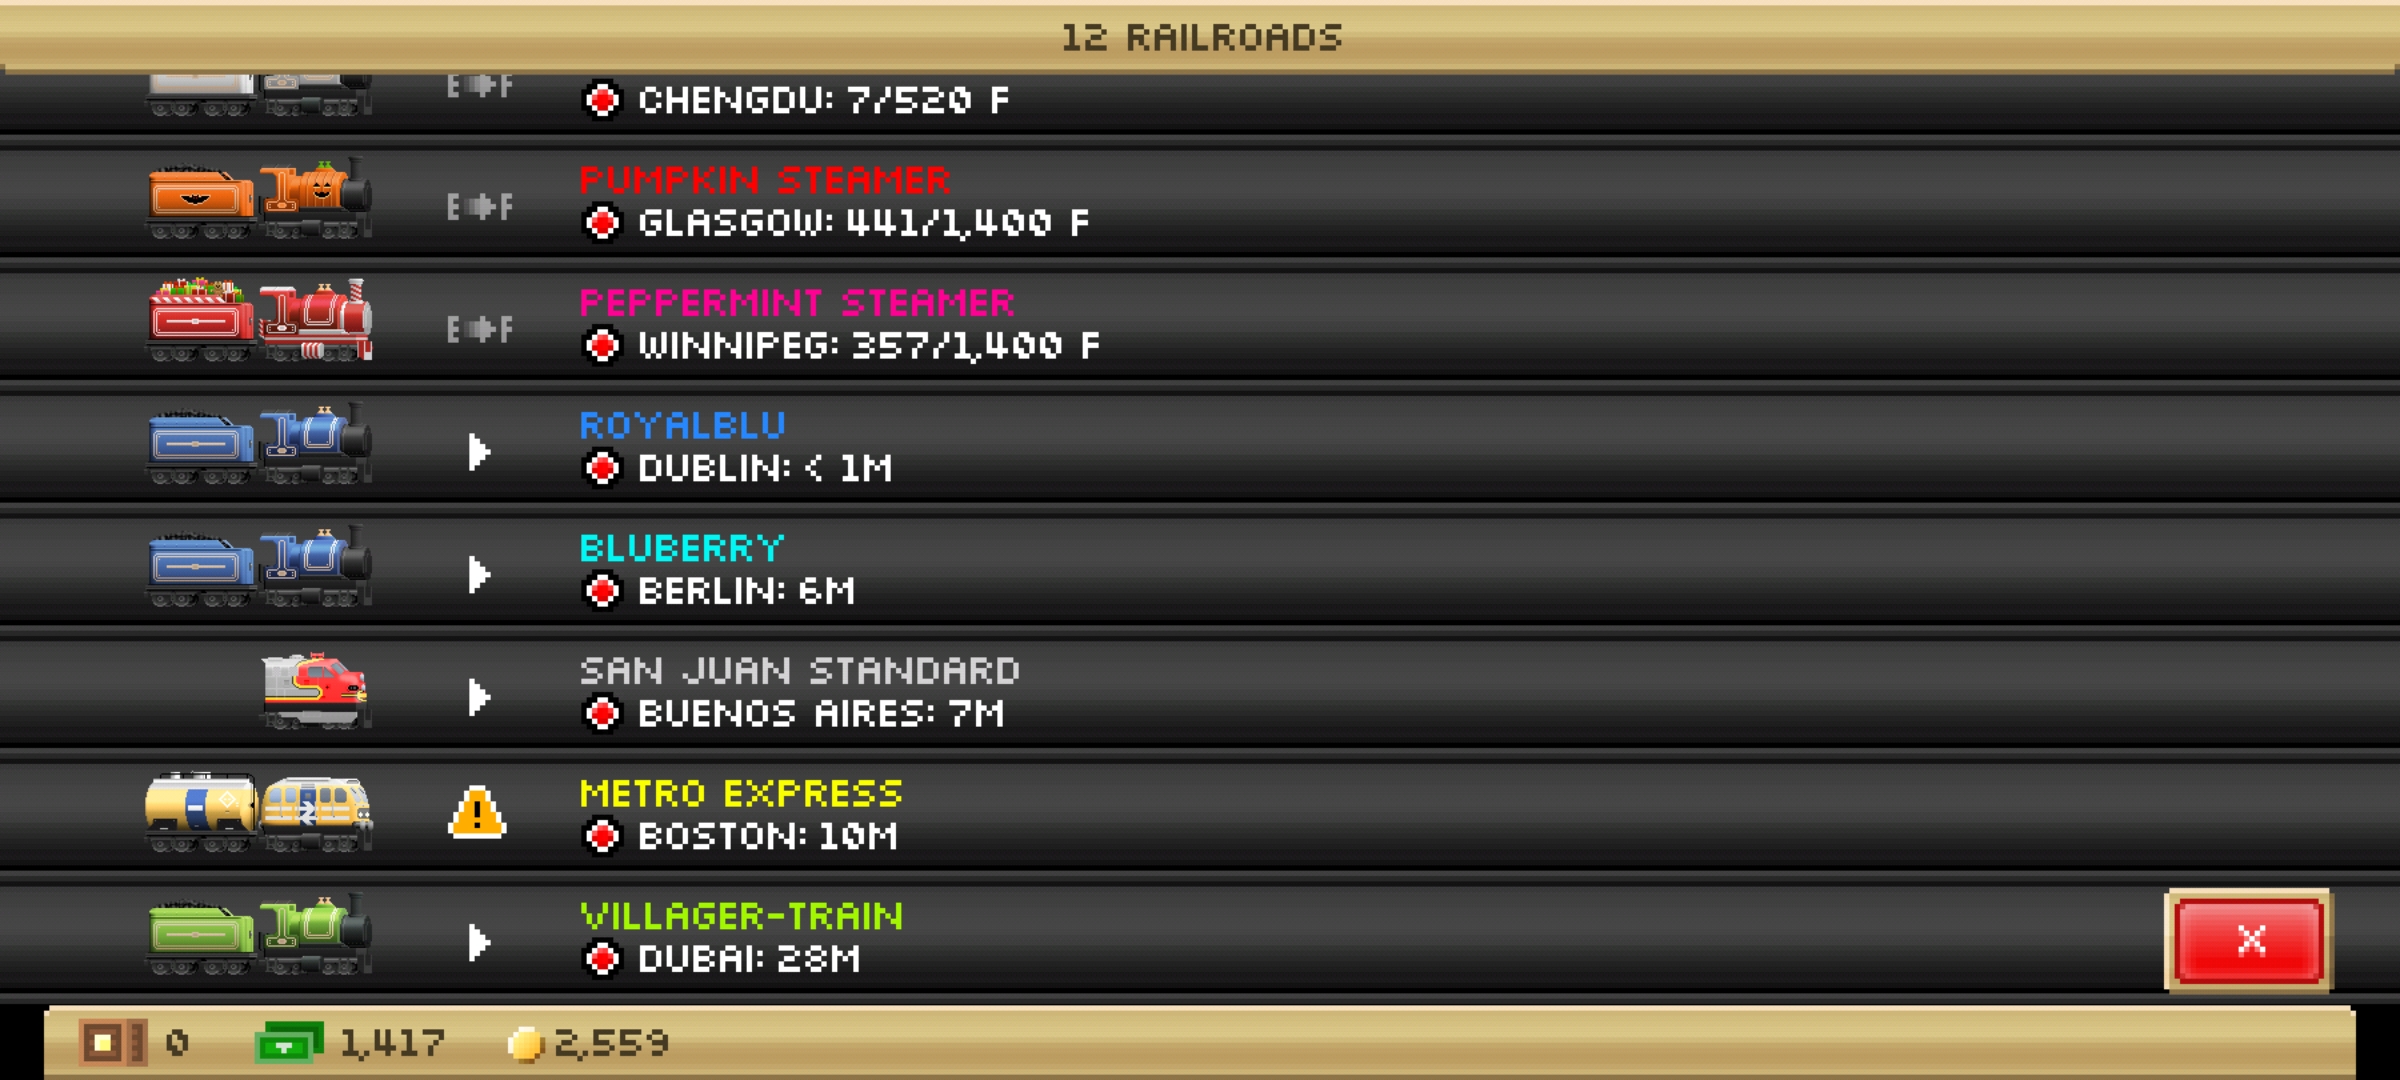 12 RAILROADS
E F
CHENGDU: 7/520 F
PUMPKIN STEAMER
E F
GLASGOW: 441/1,400 F
PEPPERMINT STEAMER
E F
WINNIPEG: 357/1,400 F
ROYALBLU
DUBLIN: < 1M
BLUBERRY
BERLIN: 6M
SAN JUAN STANDARD
BUENOS AIRES: 7M
METRO EXPRESS
!
BOSTON: 10M
VILLAGER-TRAIN
DUBAI: 28M
X
0 1,417 2,559